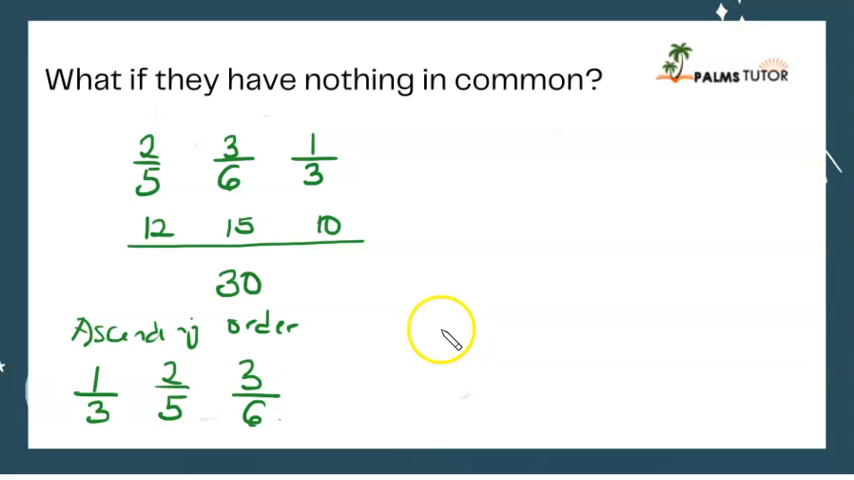 What if they have nothing in common?
PALMS TUTOR
2/5 3/6 1/3
12 15 10
30
Ascending order
1/3 2/5 3/6